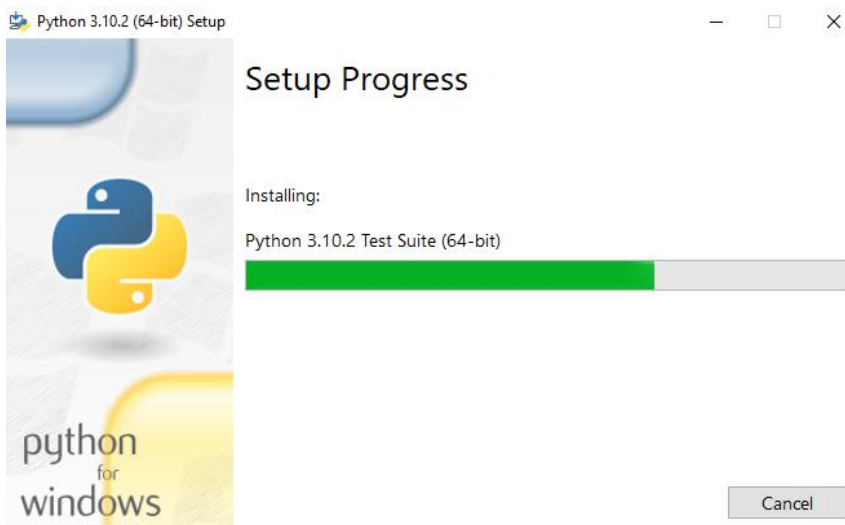 Python 3.10.2 (64-bit) Setup
Setup Progress
Installing:
Python 3.10.2 Test Suite (64-bit)
python
for
windows
Cancel